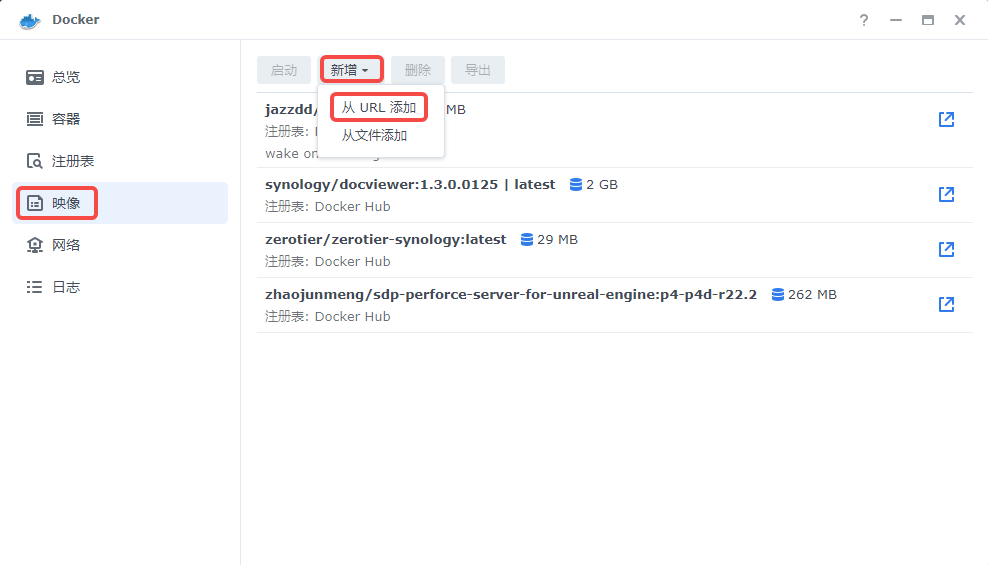 Docker
总览
容器
注册表
映像
网络
日志
启动 新增 删除 导出
从 URL 添加
从文件添加
jazzdd/ MB
注册表:
wake on
synology/docviewer:1.3.0.0125 | latest 2 GB
注册表: Docker Hub
zerotier/zerotier-synology:latest 29 MB
注册表: Docker Hub
zhaojunmeng/sdp-perforce-server-for-unreal-engine:p4-p4d-r22.2 262 MB
注册表: Docker Hub